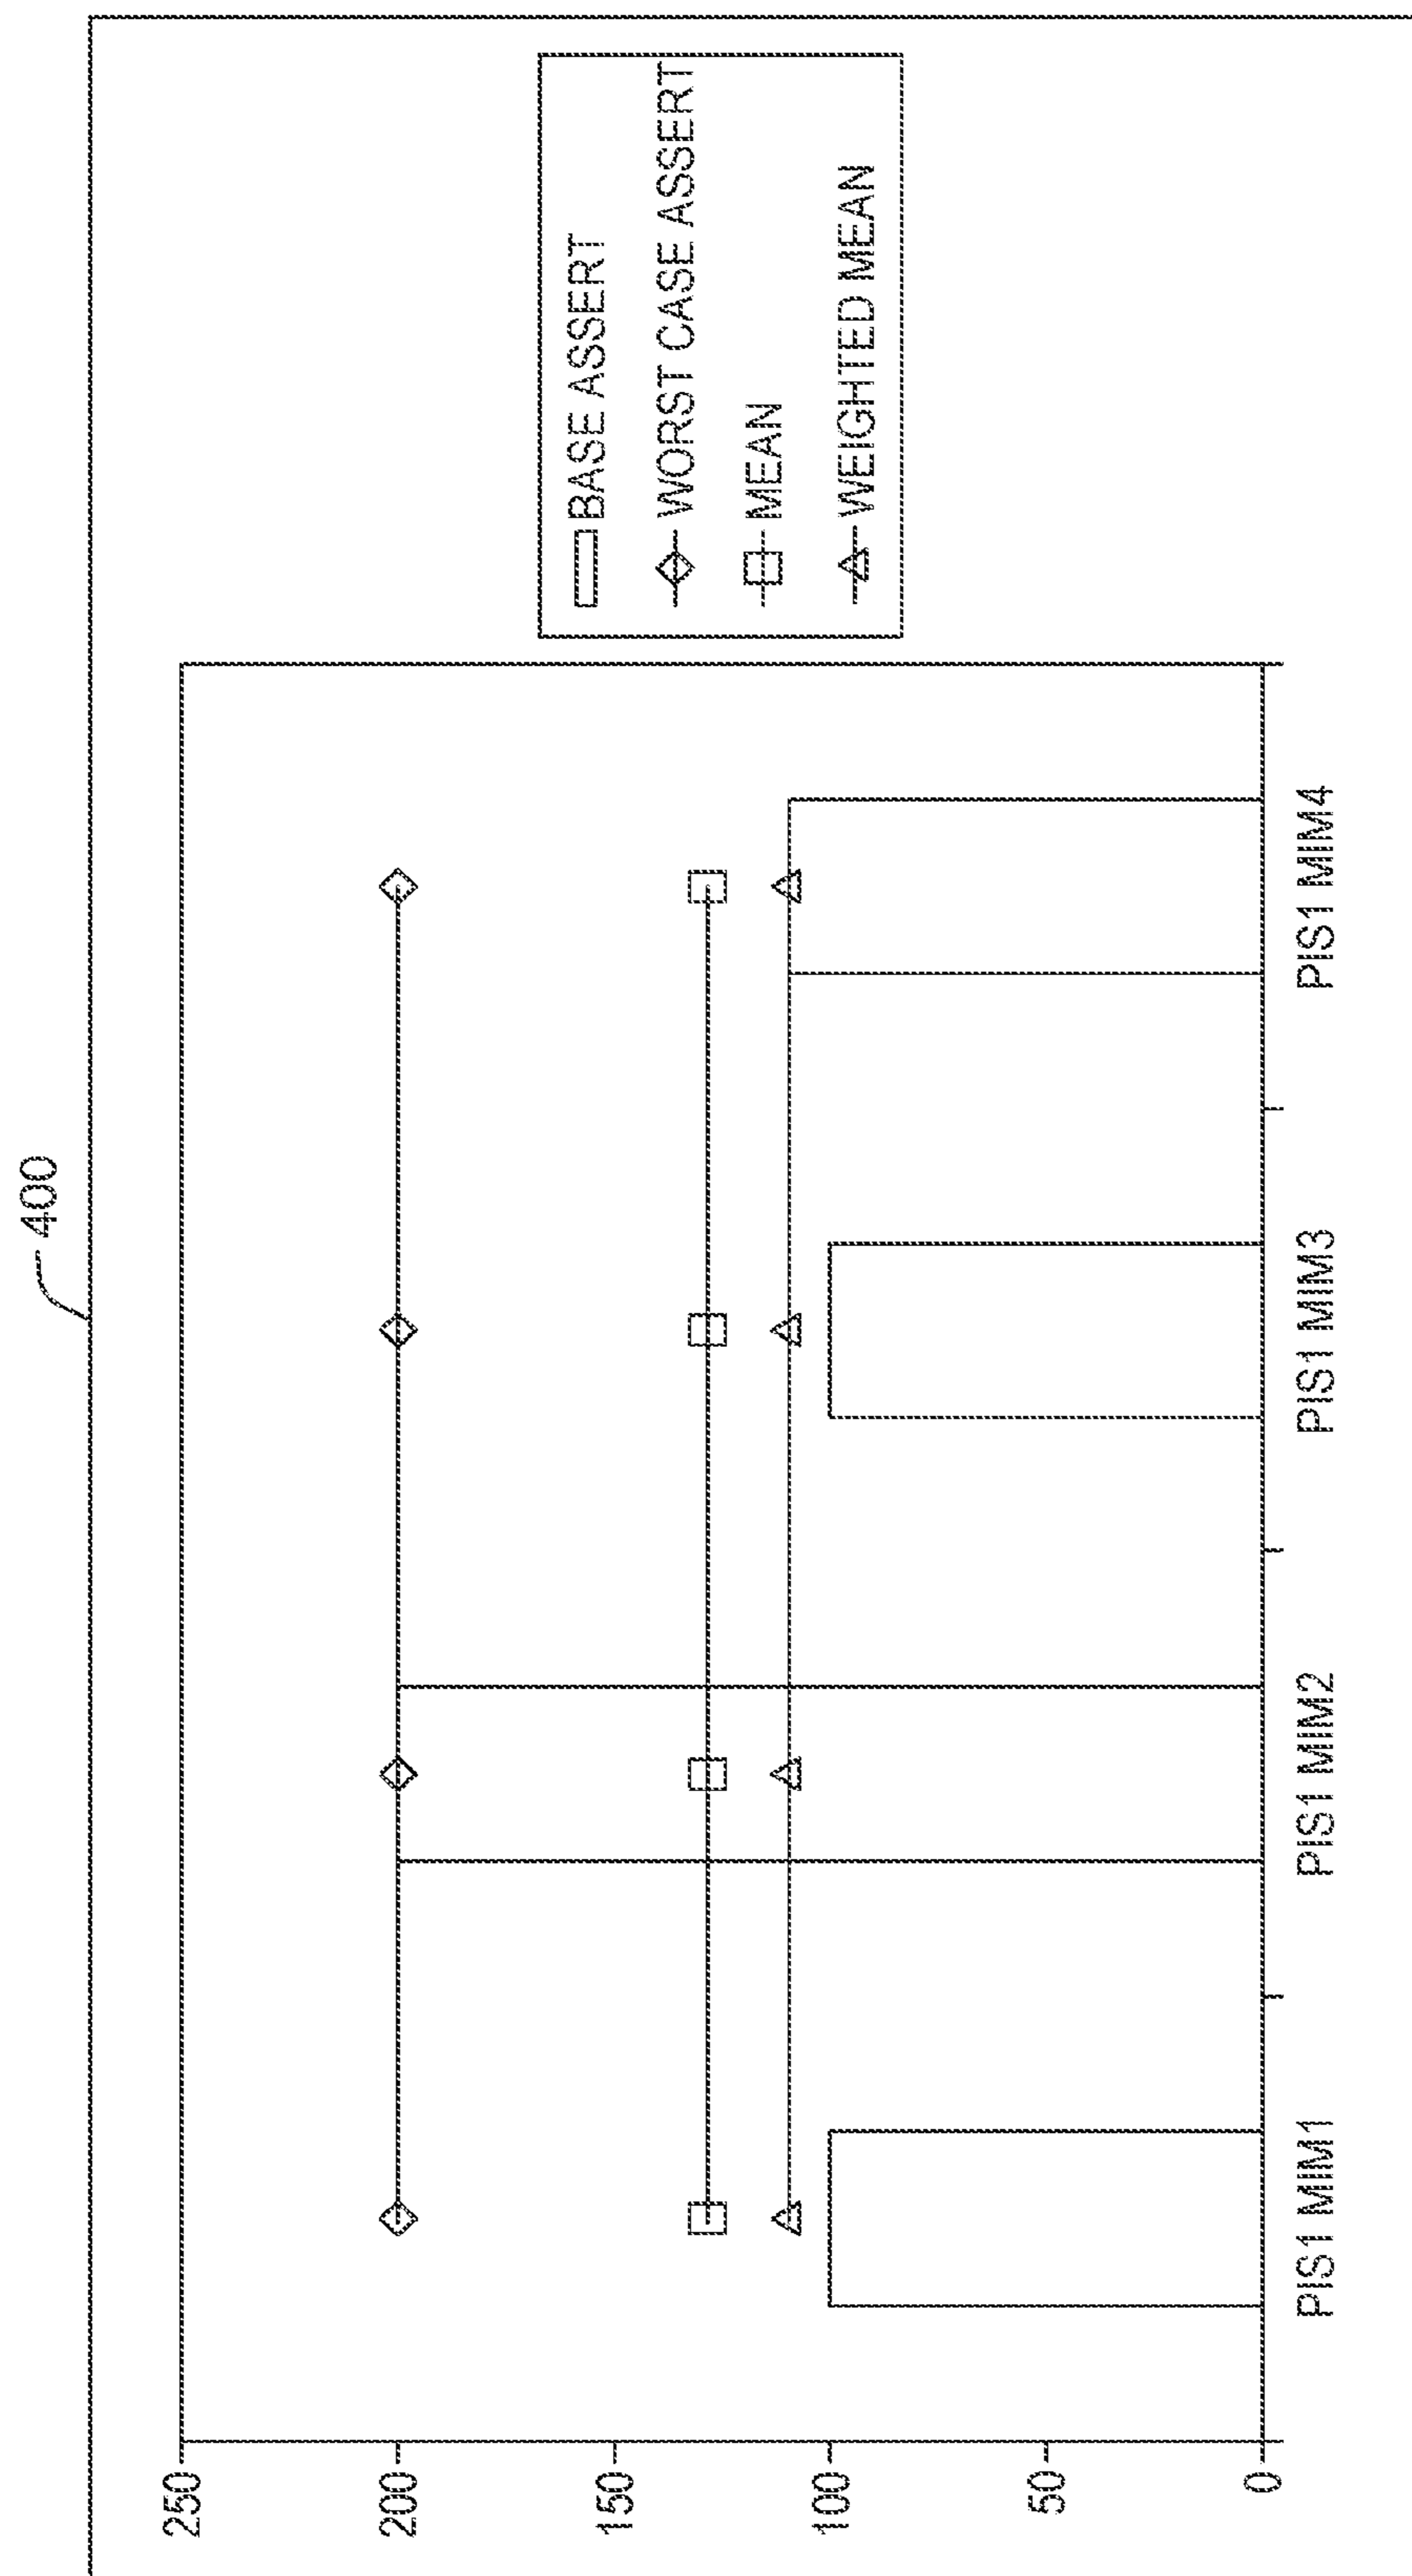 400
250
200
150
100
50
0
PIS1 MIM1
PIS1 MIM2
PIS1 MIM3
PIS1 MIM4
BASE ASSERT
WORST CASE ASSERT
MEAN
WEIGHTED MEAN